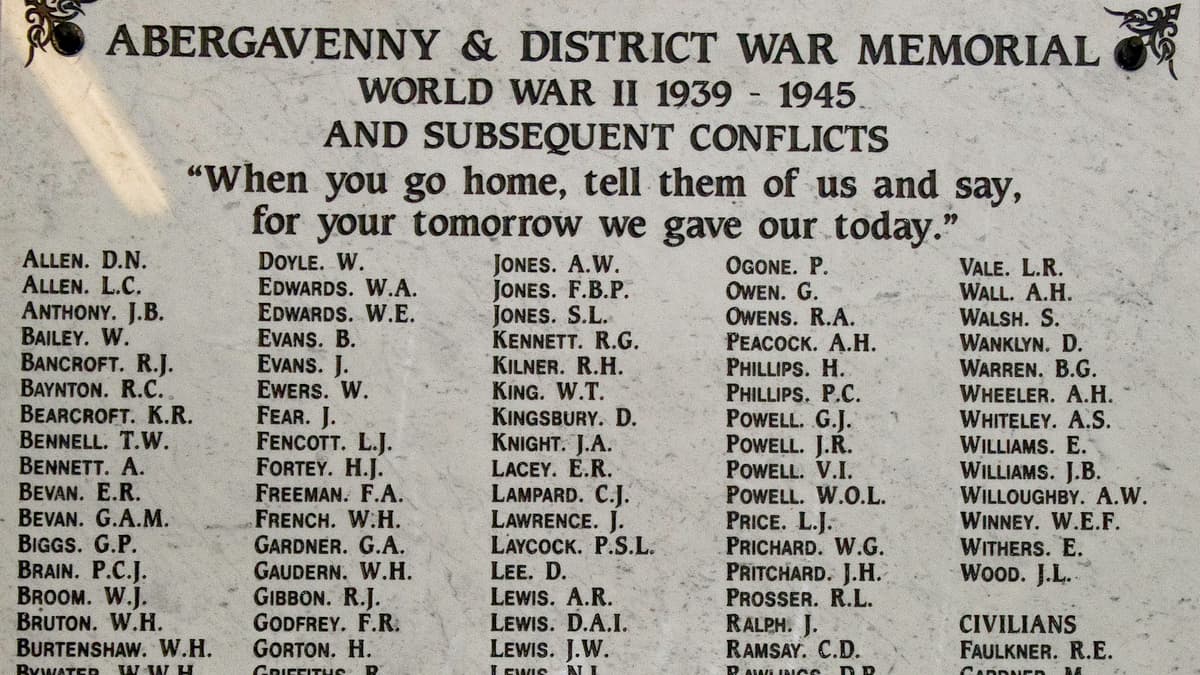 ABERGAVENNY & DISTRICT WAR MEMORIAL
WORLD WAR II 1939 - 1945
AND SUBSEQUENT CONFLICTS
“When you go home, tell them of us and say,
for your tomorrow we gave our today.”
ALLEN. D.N.
ALLEN. L.C.
ANTHONY. J.B.
BAILEY. W.
BANCROFT. R.J.
BAYNTON. R.C.
BEARCROFT. K.R.
BENNELL. T.W.
BENNETT. A.
BEVAN. E.R.
BEVAN. G.A.M.
BIGGS. G.P.
BRAIN. P.C.J.
BROOM. W.J.
BRUTON. W.H.
BURTENSHAW. W.H.
BYWATER. W.W.H.
DOYLE. W.
EDWARDS. W.A.
EDWARDS. W.E.
EVANS. B.
EVANS. J.
EWERS. W.
FEAR. J.
FENCOTT. L.J.
FORTEY. H.J.
FREEMAN. F.A.
FRENCH. W.H.
GARDNER. G.A.
GAUDERN. W.H.
GIBBON. R.J.
GODFREY. F.R.
GORTON. H.
GRIFFITHS.
JONES. A.W.
JONES. F.B.P.
JONES. S.L.
KENNETT. R.G.
KILNER. R.H.
KING. W.T.
KINGSBURY. D.
KNIGHT. J.A.
LACEY. E.R.
LAMPARD. C.J.
LAWRENCE. J.
LAYCOCK. P.S.L.
LEE. D.
LEWIS. A.R.
LEWIS. D.A.I.
LEWIS. J.W.
LEWIS.
OGONE. P.
OWEN. G.
OWENS. R.A.
PEACOCK. A.H.
PHILLIPS. H.
PHILLIPS. P.C.
POWELL. G.J.
POWELL. J.R.
POWELL. V.I.
POWELL. W.O.L.
PRICE. L.J.
PRICHARD. W.G.
PRITCHARD. J.H.
PROSSER. R.L.
RALPH. J.
RAMSAY. C.D.
RAWLINGS.
VALE. L.R.
WALL. A.H.
WALSH. S.
WANKLYN. D.
WARREN. B.G.
WHEELER. A.H.
WHITELEY. A.S.
WILLIAMS. E.
WILLIAMS. J.B.
WILLOUGHBY. A.W.
WINNEY. W.E.F.
WITHERS. E.
WOOD. J.L.
CIVILIANS
FAULKNER. R.E.
GARDNER. M.